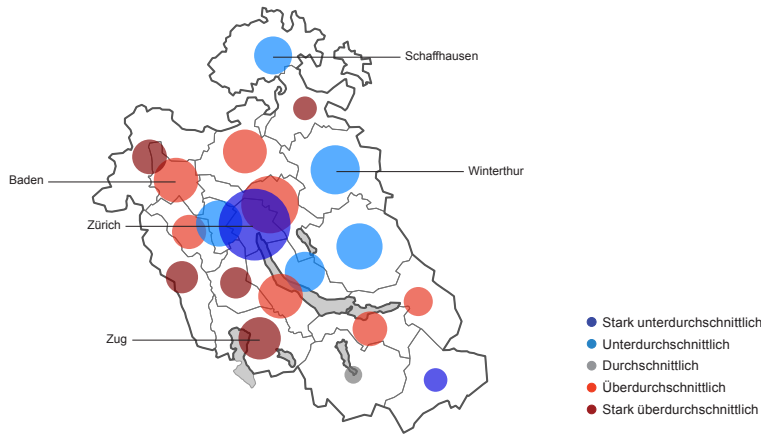 Schaffhausen
Baden
Winterthur
Zürich
Zug
Stark unterdurchschnittlich
Unterdurchschnittlich
Durchschnittlich
Überdurchschnittlich
Stark überdurchschnittlich